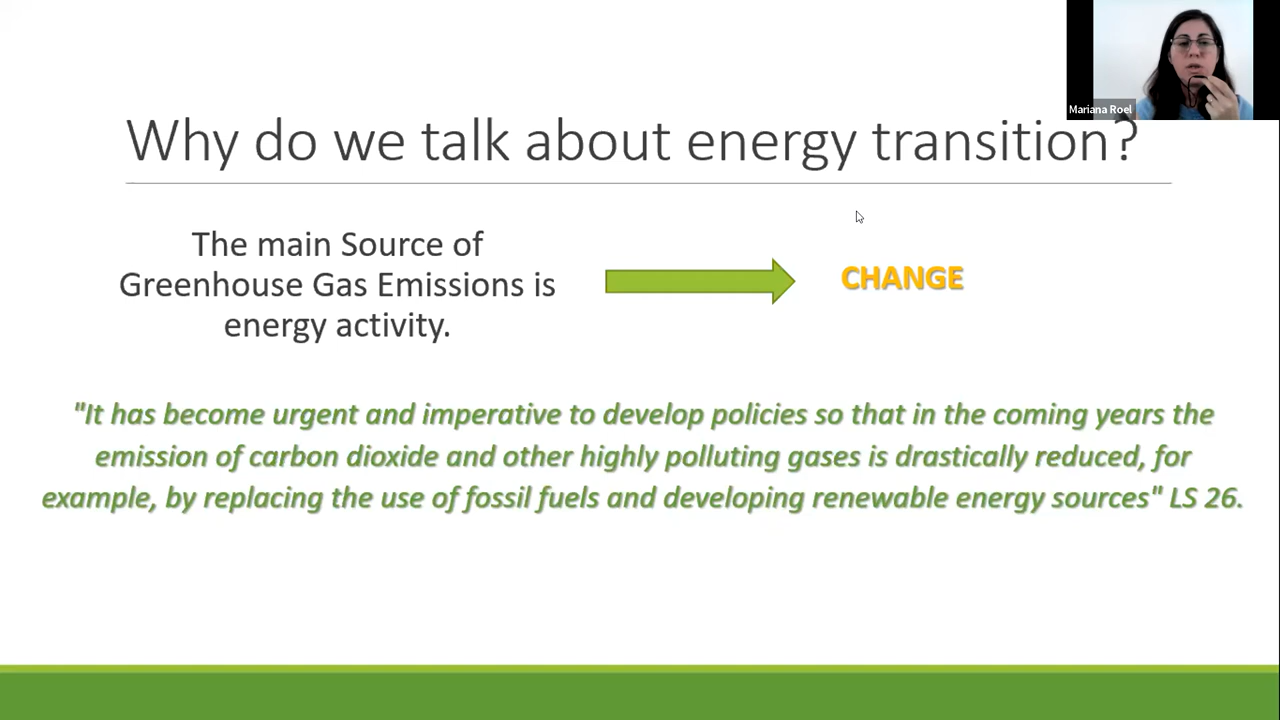 Mariana Roel
Why do we talk about energy transition?
The main Source of
Greenhouse Gas Emissions is
energy activity.
CHANGE
"It has become urgent and imperative to develop policies so that in the coming years the
emission of carbon dioxide and other highly polluting gases is drastically reduced, for
example, by replacing the use of fossil fuels and developing renewable energy sources" LS 26.